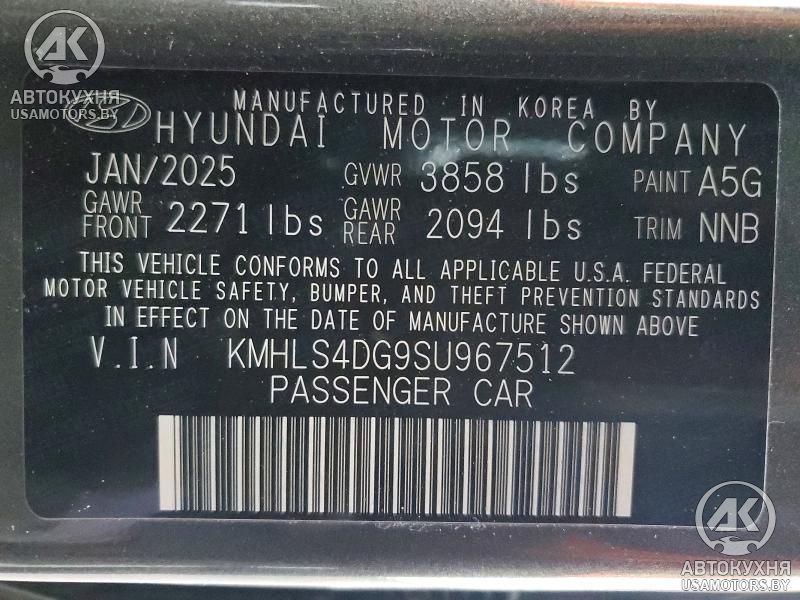 АВТОКУХНЯ
USAMOTORS.BY
MANUFACTURED IN KOREA BY
HYUNDAI MOTOR COMPANY
JAN/2025 GVWR 3858 lbs PAINT A5G
GAWR FRONT 2271 lbs GAWR REAR 2094 lbs TRIM NNB
THIS VEHICLE CONFORMS TO ALL APPLICABLE U.S.A. FEDERAL
MOTOR VEHICLE SAFETY, BUMPER, AND THEFT PREVENTION STANDARDS
IN EFFECT ON THE DATE OF MANUFACTURE SHOWN ABOVE
V.I.N KMHLS4DG9SU967512
PASSENGER CAR
АК
АВТОКУХНЯ
USAMOTORS.BY